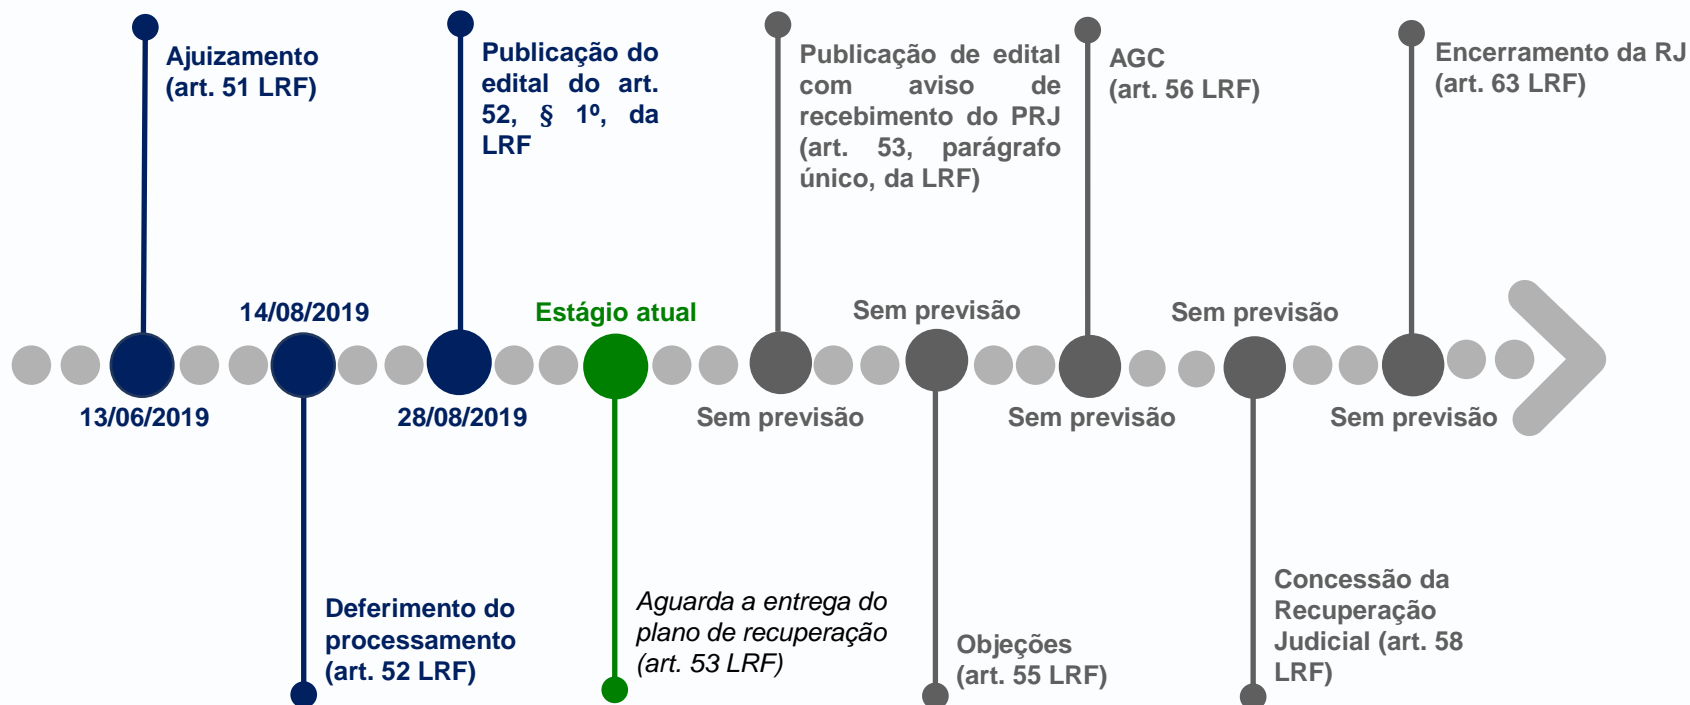 Ajuizamento
(art. 51 LRF)
Publicação do
edital do art.
52, § 1º, da
LRF
Publicação de edital
com aviso de
recebimento do PRJ
(art. 53, parágrafo
único, da LRF)
AGC
(art. 56 LRF)
Encerramento da RJ
(art. 63 LRF)
14/08/2019
Estágio atual
Sem previsão
Sem previsão
13/06/2019
28/08/2019
Sem previsão
Sem previsão
Sem previsão
Deferimento do
processamento
(art. 52 LRF)
Aguarda a entrega do
plano de recuperação
(art. 53 LRF)
Objeções
(art. 55 LRF)
Concessão da
Recuperação
Judicial (art. 58
LRF)